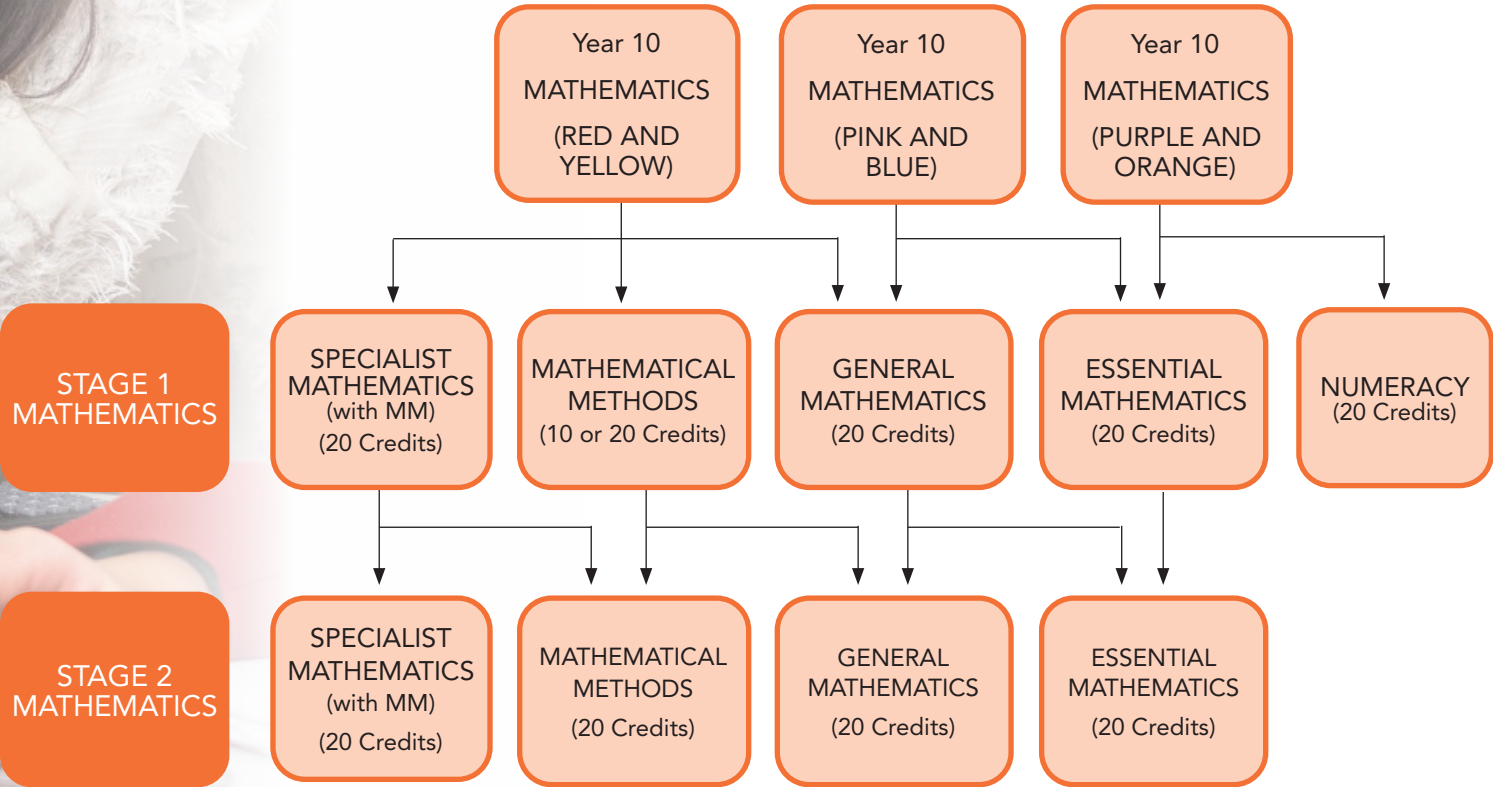 Year 10
MATHEMATICS
(RED AND
YELLOW)
Year 10
MATHEMATICS
(PINK AND
BLUE)
Year 10
MATHEMATICS
(PURPLE AND
ORANGE)
STAGE 1
MATHEMATICS
SPECIALIST
MATHEMATICS
(with MM)
(20 Credits)
MATHEMATICAL
METHODS
(10 or 20 Credits)
GENERAL
MATHEMATICS
(20 Credits)
ESSENTIAL
MATHEMATICS
(20 Credits)
NUMERACY
(20 Credits)
STAGE 2
MATHEMATICS
SPECIALIST
MATHEMATICS
(with MM)
(20 Credits)
MATHEMATICAL
METHODS
(20 Credits)
GENERAL
MATHEMATICS
(20 Credits)
ESSENTIAL
MATHEMATICS
(20 Credits)